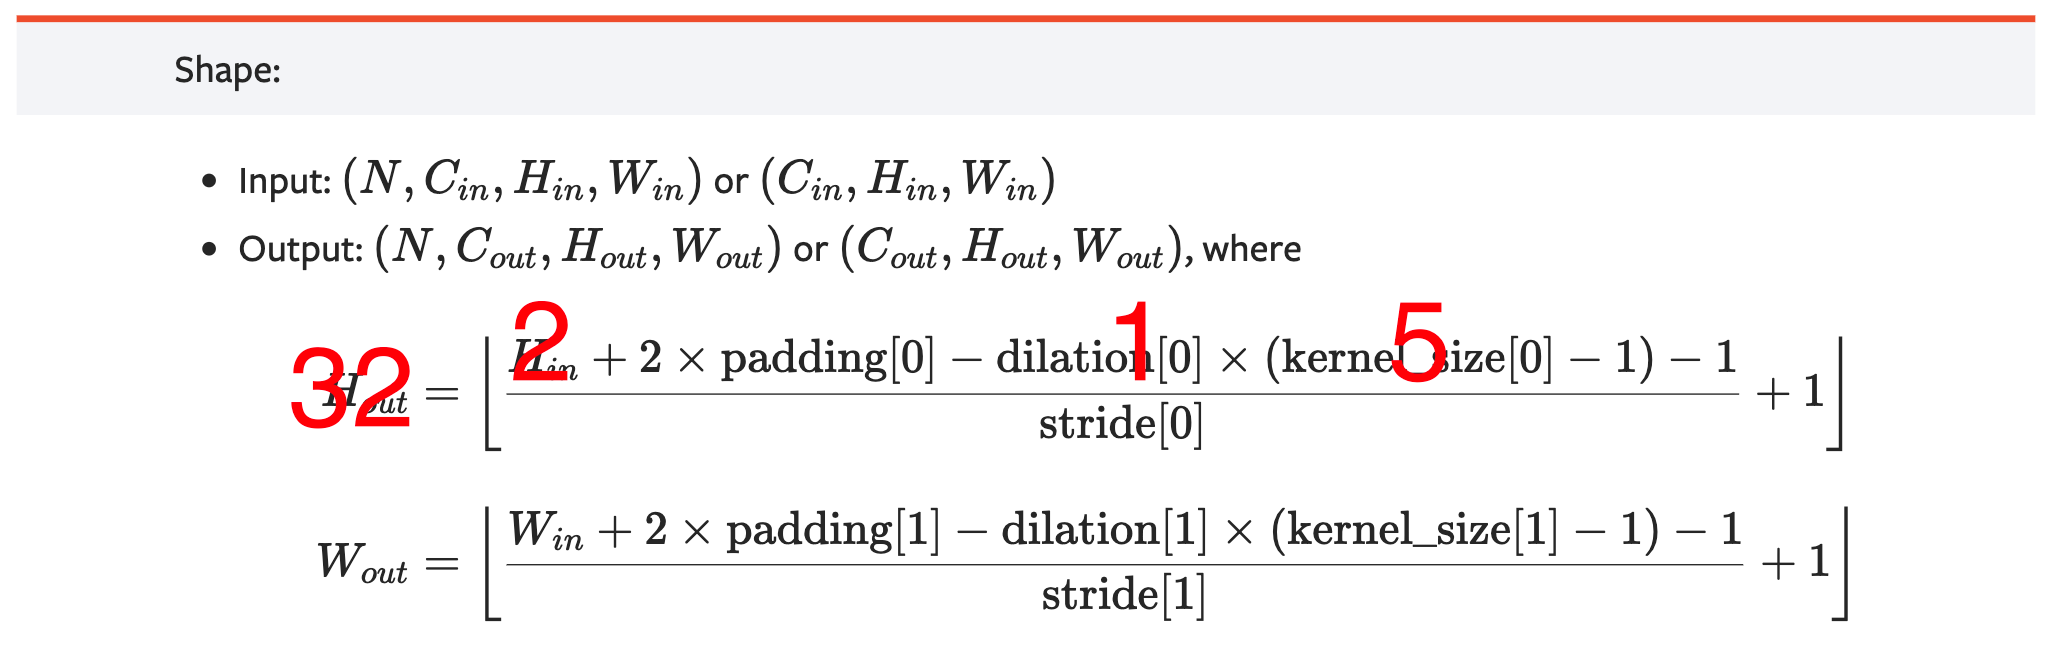 Shape:
• Input: (N, C_in, H_in, W_in) or (C_in, H_in, W_in)
• Output: (N, C_out, H_out, W_out) or (C_out, H_out, W_out), where
2 1 5
32
H_out = ⌊(H_in + 2 × padding[0] − dilation[0] × (kernel_size[0] − 1) − 1) / stride[0] + 1⌋
W_out = ⌊(W_in + 2 × padding[1] − dilation[1] × (kernel_size[1] − 1) − 1) / stride[1] + 1⌋